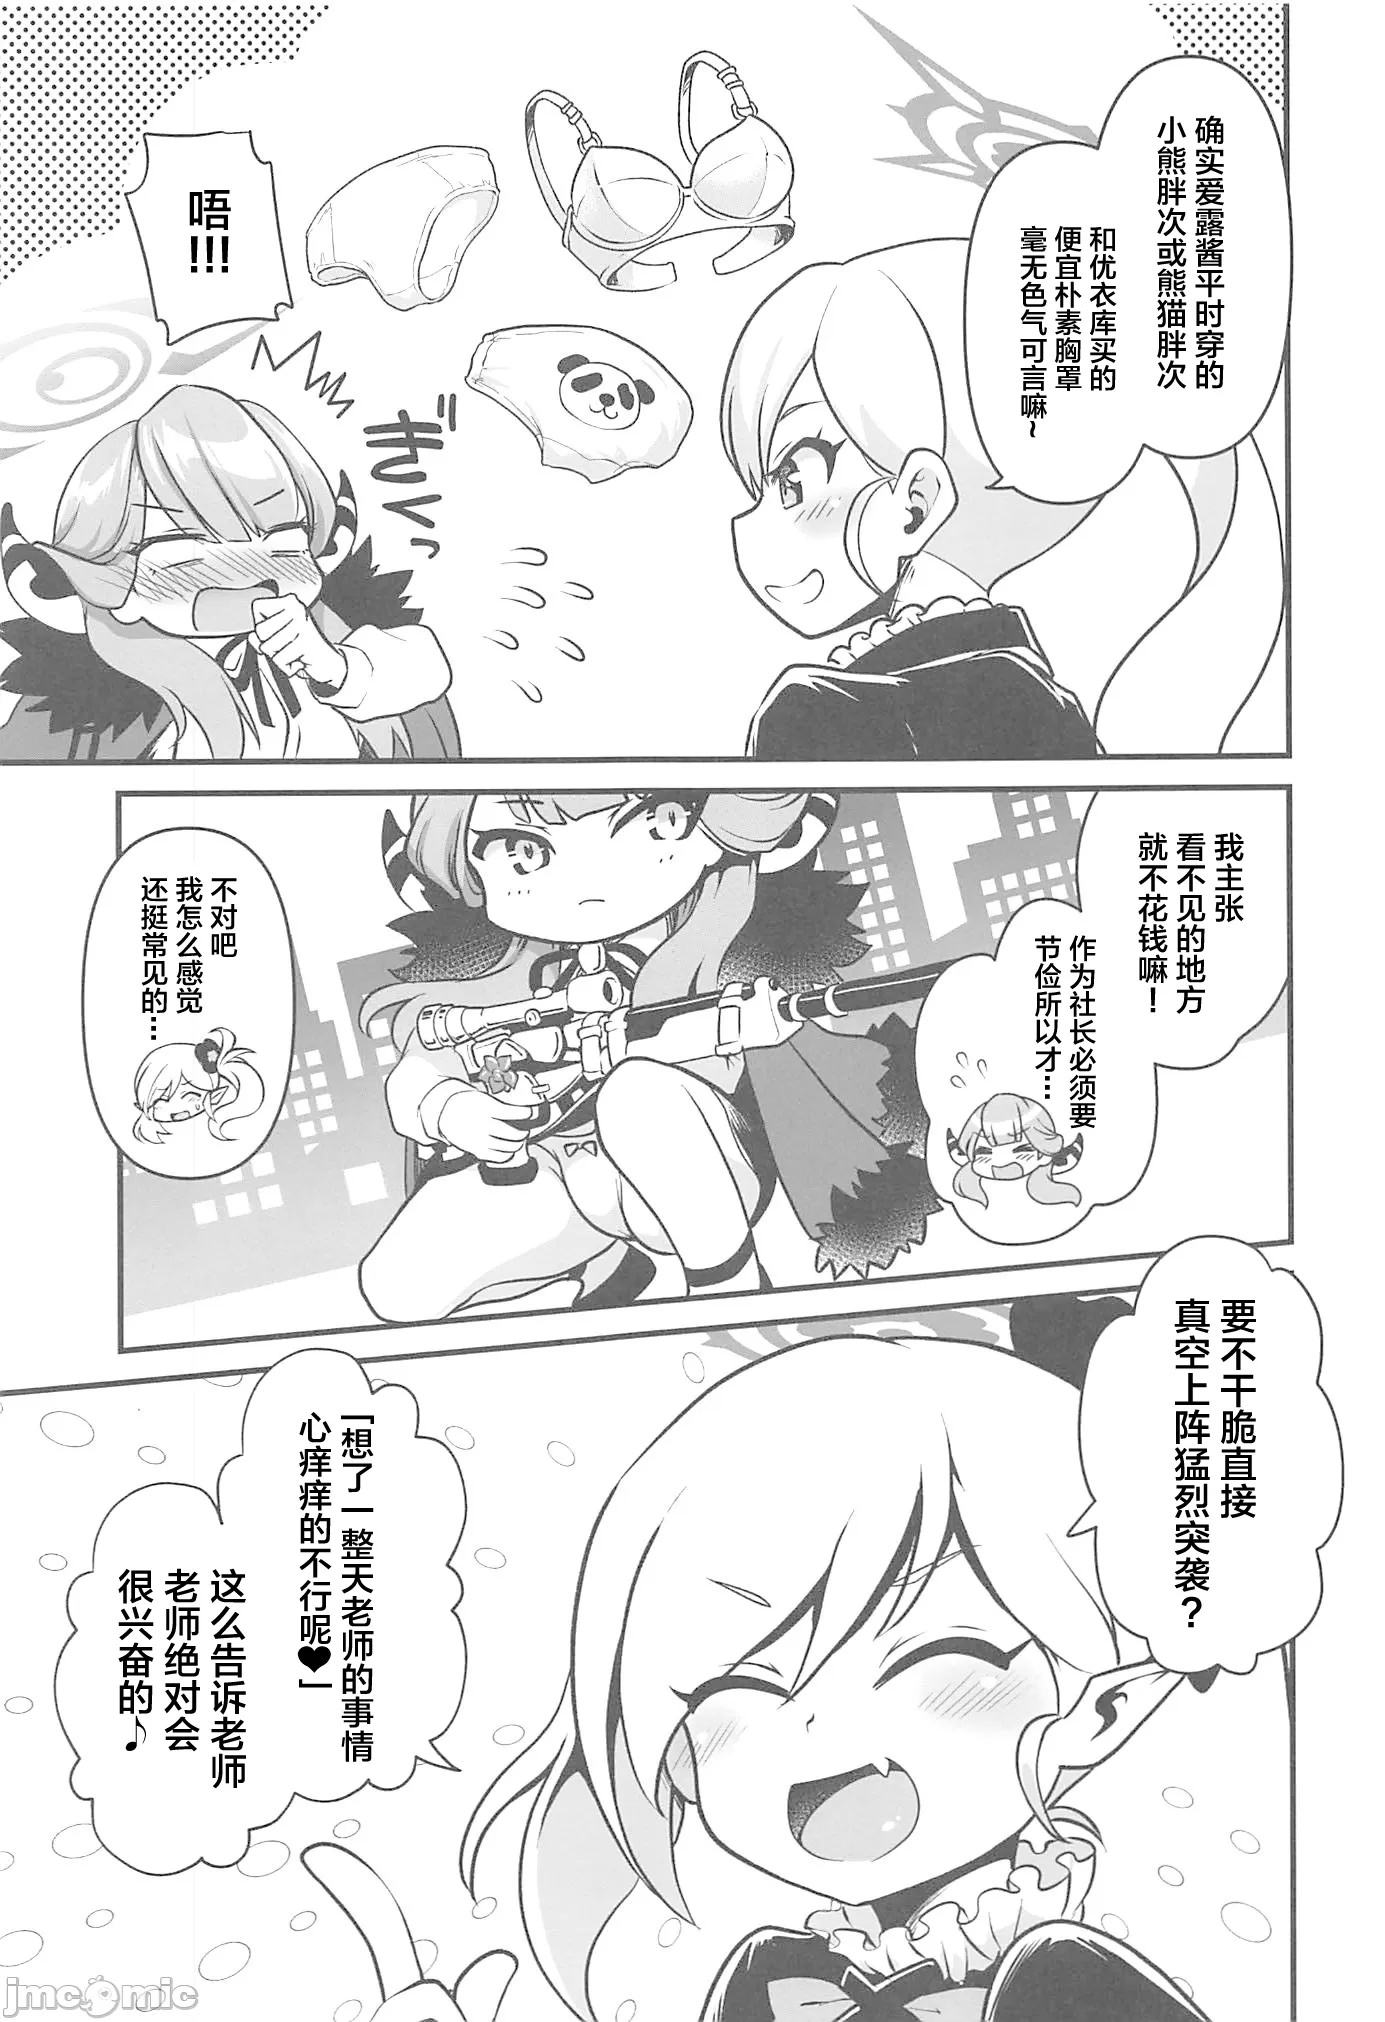 确实爱露酱平时穿的
小熊胖次或熊猫胖次
和优衣库买的
便宜朴素胸罩
毫无色气可言嘛~
唔!!!
ぎくっ
我主张
看不见的地方
就不花钱嘛！
作为社长必须要
节俭所以才…
不对吧
我怎么感觉
还挺常见的…
要不干脆直接
真空上阵猛烈突袭？
「想了一整天老师的事情
心痒痒的不行呢♥」
这么告诉老师
老师绝对会
很兴奋的♪
jmcomic